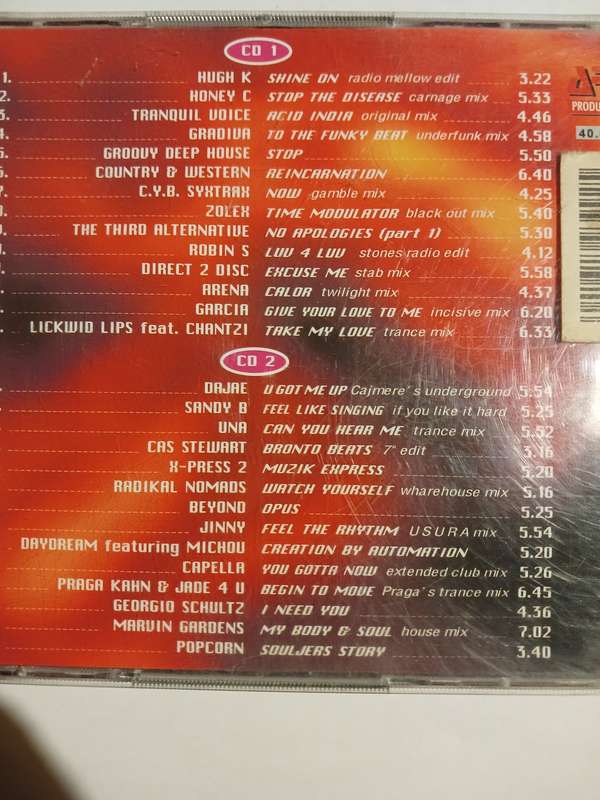 CD 1
1. HUGH K SHINE ON radio mellow edit 3.22
2. HONEY C STOP THE DISEASE carnage mix 5.33
3. TRANQUIL VOICE ACID INDIA original mix 4.46
4. GRADIVA TO THE FUNKY BEAT underfunk mix 4.58
5. GROOVY DEEP HOUSE STOP 5.50
6. COUNTRY & WESTERN REINCARNATION 6.40
7. C.Y.B. SYXTRAX NOW gamble mix 4.25
ZOLEX TIME MODULATOR black out mix 5.40
THE THIRD ALTERNATIVE NO APOLOGIES (part 1) 5.30
ROBIN S LUV 4 LUV stones radio edit 4.12
DIRECT 2 DISC EXCUSE ME stab mix 5.58
ARENA CALOR twilight mix 4.37
GARCIA GIVE YOUR LOVE TO ME incisive mix 6.20
LICKWID LIPS feat. CHANTZI TAKE MY LOVE trance mix 6.33
CD 2
DAJAE U GOT ME UP Cajmere's underground 5.54
SANDY B FEEL LIKE SINGING if you like it hard 5.25
UNA CAN YOU HEAR ME trance mix 5.52
CAS STEWART BRONTO BEATS 7" edit 3.16
X-PRESS 2 MUZIK EXPRESS 5.20
RADIKAL NOMADS WATCH YOURSELF wharehouse mix 5.16
BEYOND OPUS 5.25
JINNY FEEL THE RHYTHM U S U R A mix 5.54
DAYDREAM featuring MICHOU CREATION BY AUTOMATION 5.20
CAPELLA YOU GOTTA NOW extended club mix 5.26
PRAGA KAHN & JADE 4 U BEGIN TO MOVE Praga's trance mix 6.45
GEORGIO SCHULTZ I NEED YOU 4.36
MARVIN GARDENS MY BODY & SOUL house mix 7.02
POPCORN SOULJERS STORY 3.40
40.